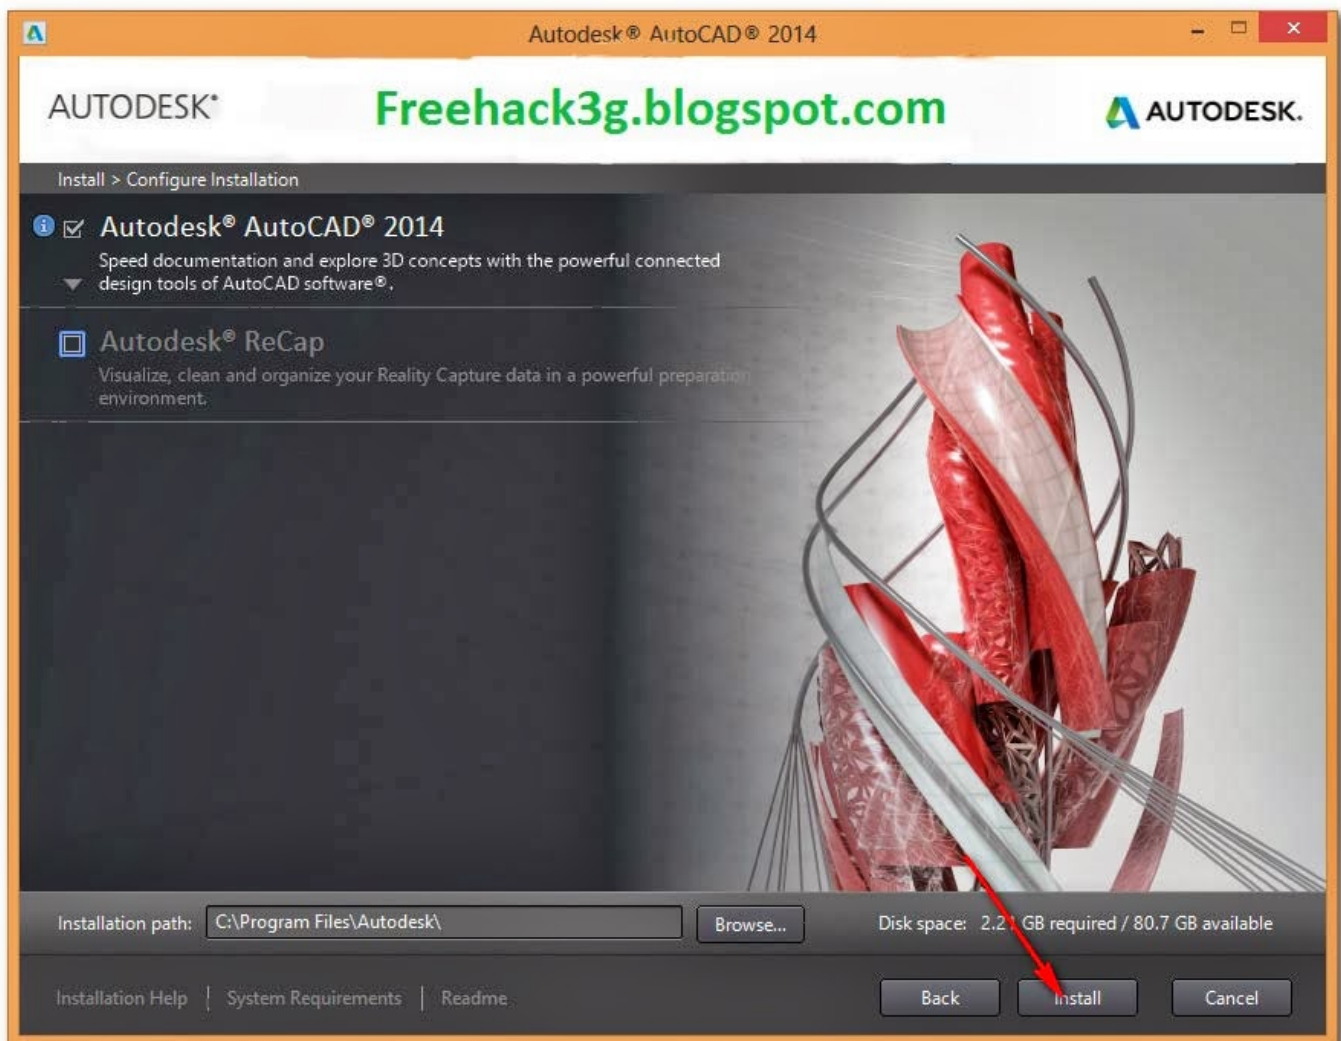 Autodesk® AutoCAD® 2014
AUTODESK®
Freehack3g.blogspot.com
AUTODESK.
Install > Configure Installation
Autodesk® AutoCAD® 2014
Speed documentation and explore 3D concepts with the powerful connected
design tools of AutoCAD software®.
Autodesk® ReCap
Visualize, clean and organize your Reality Capture data in a powerful preparation
environment.
Installation path: C:\Program Files\Autodesk\ Browse... Disk space: 2.21 GB required / 80.7 GB available
Installation Help | System Requirements | Readme Back Install Cancel